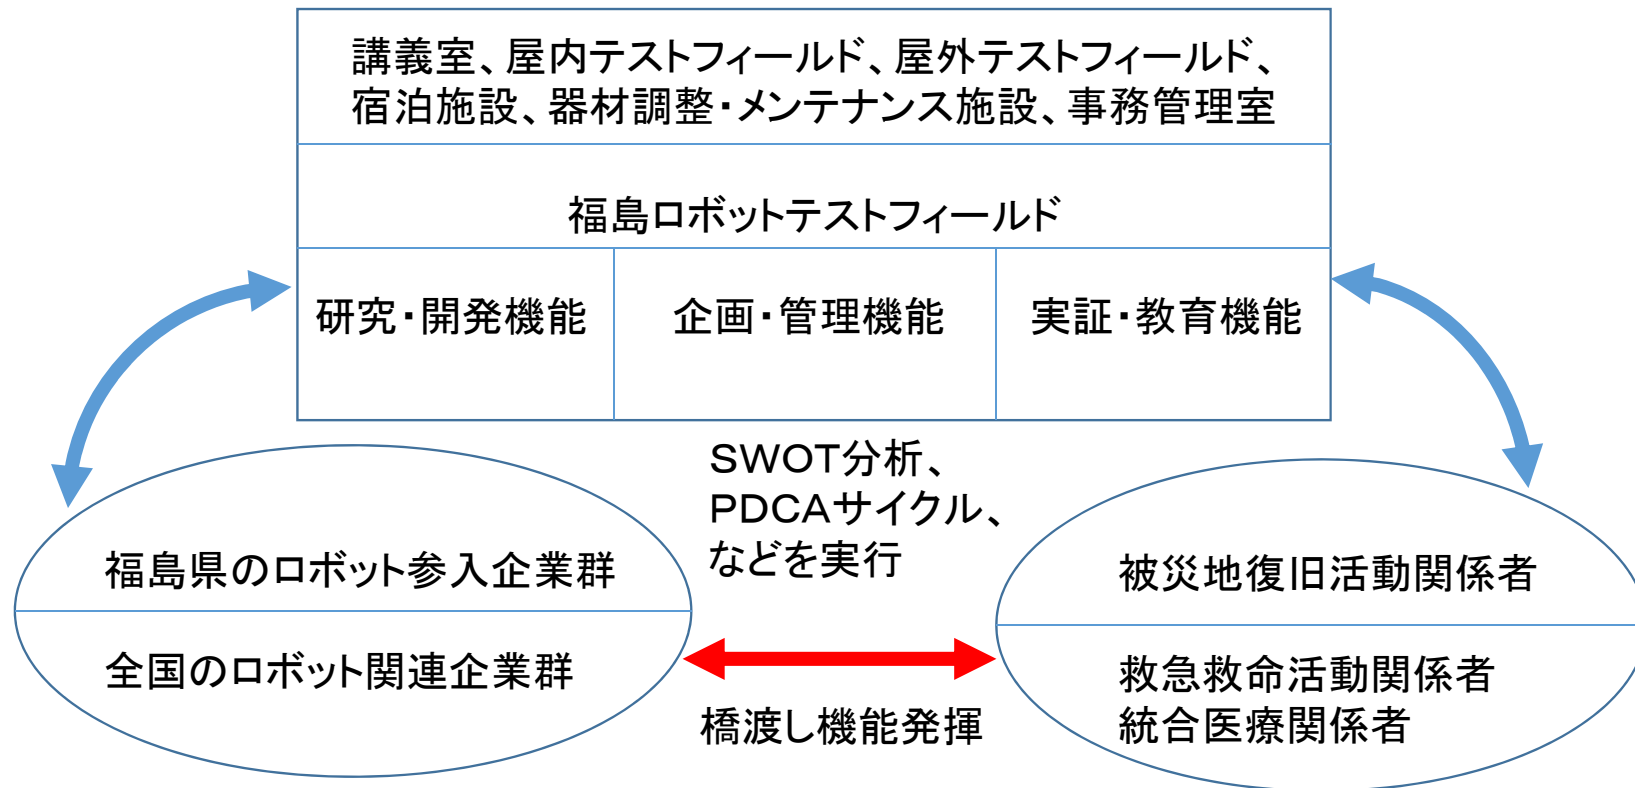 講義室、屋内テストフィールド、屋外テストフィールド、
宿泊施設、器材調整・メンテナンス施設、事務管理室
福島ロボットテストフィールド
研究・開発機能
企画・管理機能
実証・教育機能
SWOT分析、
PDCAサイクル、
などを実行
福島県のロボット参入企業群
全国のロボット関連企業群
橋渡し機能発揮
被災地復旧活動関係者
救急救命活動関係者
統合医療関係者